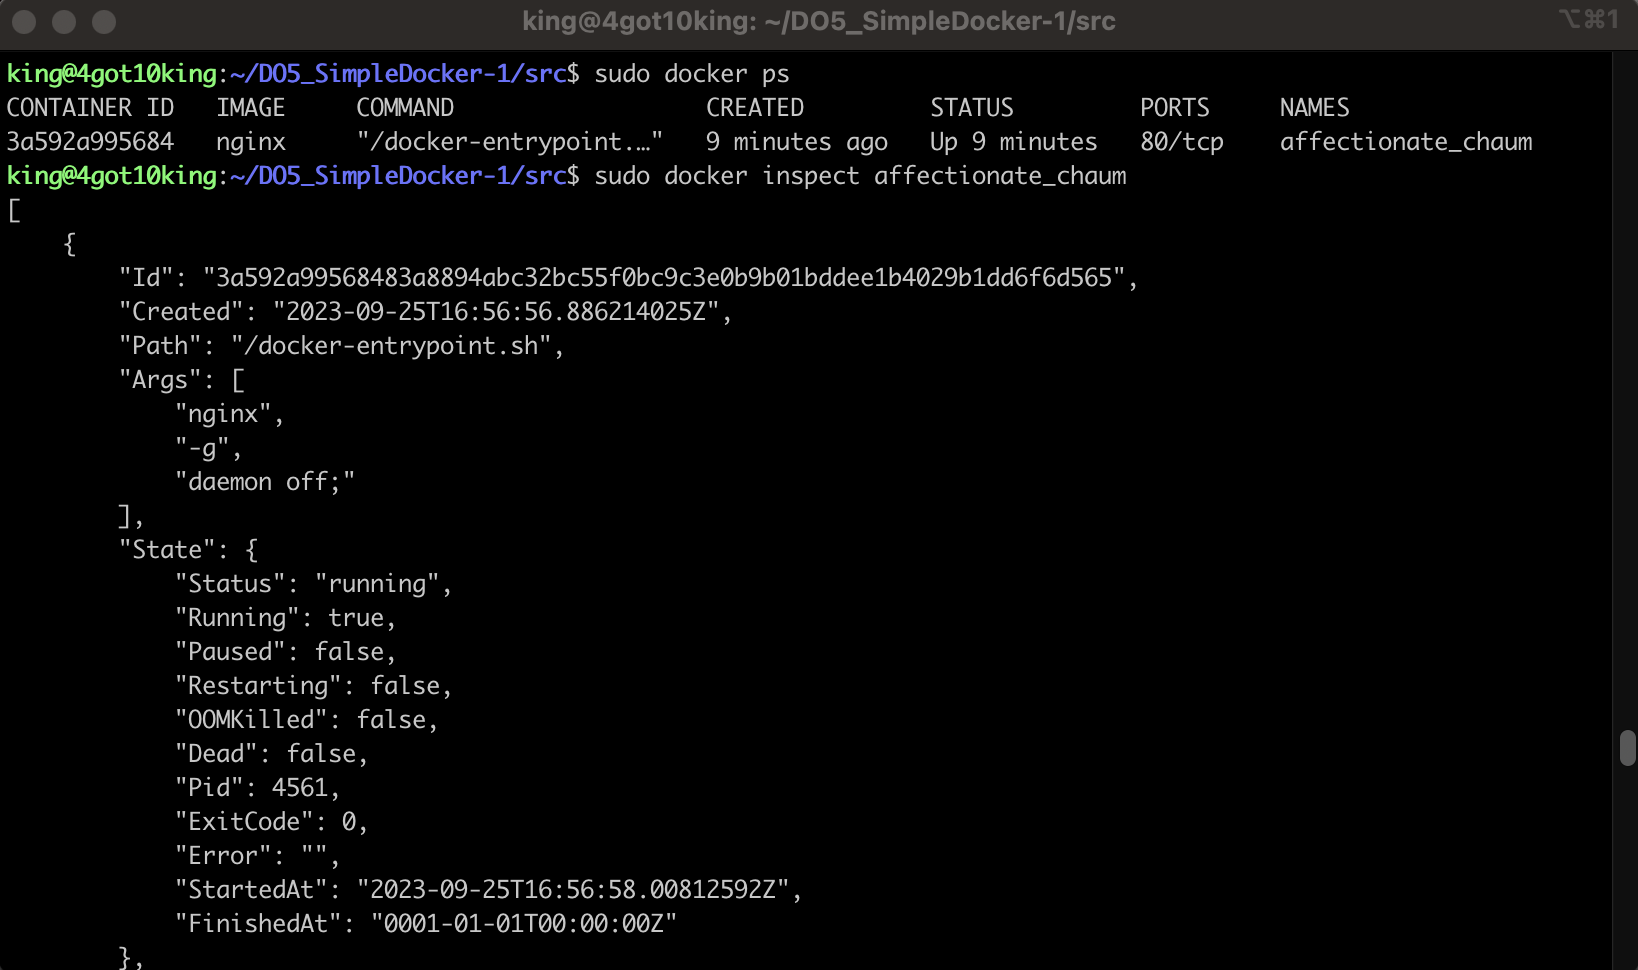 king@4got10king: ~/DO5_SimpleDocker-1/src
⌥⌘1
king@4got10king:~/DO5_SimpleDocker-1/src$ sudo docker ps
CONTAINER ID   IMAGE     COMMAND                  CREATED         STATUS         PORTS     NAMES
3a592a995684   nginx     "/docker-entrypoint.…"   9 minutes ago   Up 9 minutes   80/tcp    affectionate_chaum
king@4got10king:~/DO5_SimpleDocker-1/src$ sudo docker inspect affectionate_chaum
[
    {
        "Id": "3a592a99568483a8894abc32bc55f0bc9c3e0b9b01bddee1b4029b1dd6f6d565",
        "Created": "2023-09-25T16:56:56.886214025Z",
        "Path": "/docker-entrypoint.sh",
        "Args": [
            "nginx",
            "-g",
            "daemon off;"
        ],
        "State": {
            "Status": "running",
            "Running": true,
            "Paused": false,
            "Restarting": false,
            "OOMKilled": false,
            "Dead": false,
            "Pid": 4561,
            "ExitCode": 0,
            "Error": "",
            "StartedAt": "2023-09-25T16:56:58.00812592Z",
            "FinishedAt": "0001-01-01T00:00:00Z"
        },